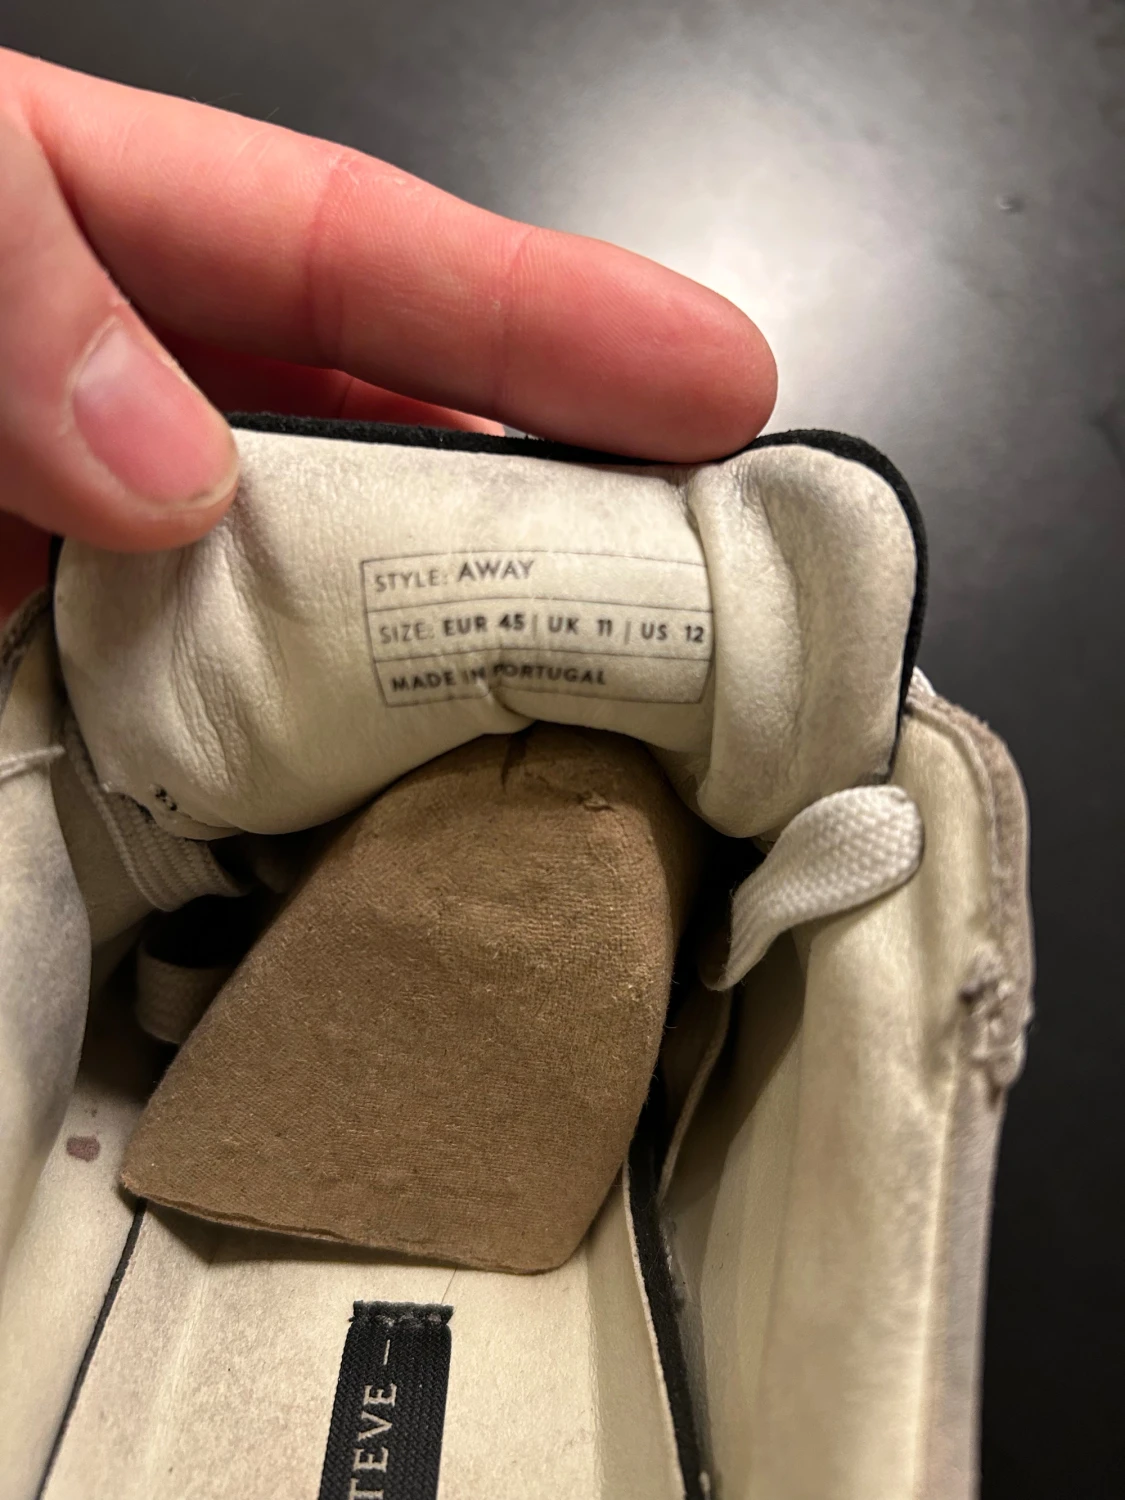 STYLE: AWAY
SIZE: EUR 45 | UK 11 | US 12
MADE IN PORTUGAL
TEVE —